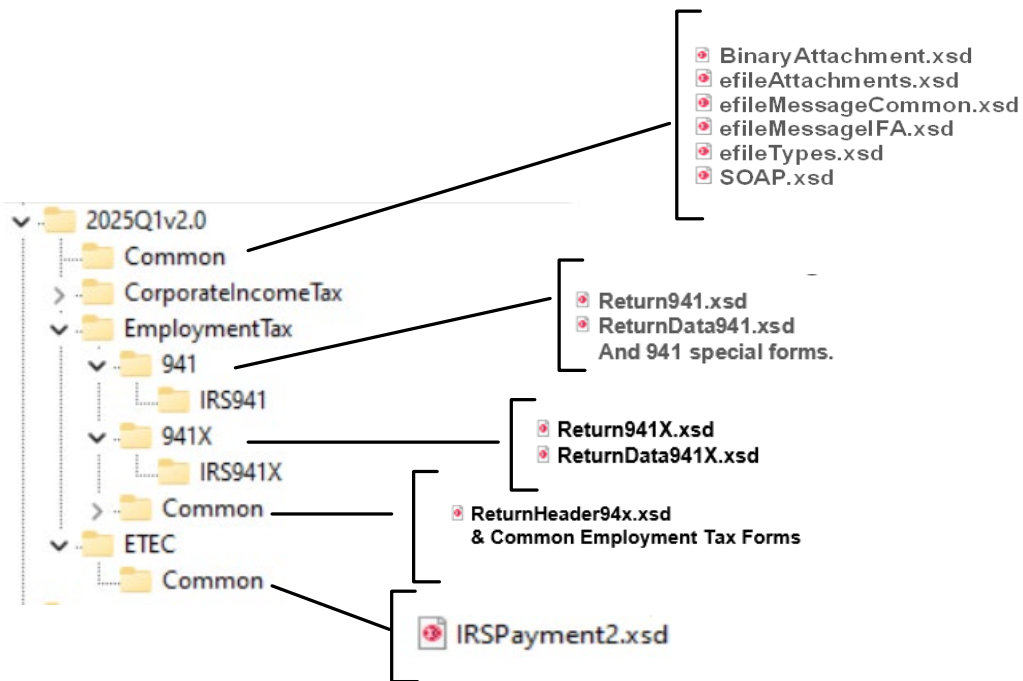 BinaryAttachment.xsd
efileAttachments.xsd
efileMessageCommon.xsd
efileMessageIFA.xsd
efileTypes.xsd
SOAP.xsd
2025Q1v2.0
Common
CorporateIncomeTax
EmploymentTax
941
IRS941
941X
IRS941X
Common
ETEC
Common
Return941.xsd
ReturnData941.xsd
And 941 special forms.
Return941X.xsd
ReturnData941X.xsd
ReturnHeader94x.xsd
& Common Employment Tax Forms
IRSPayment2.xsd